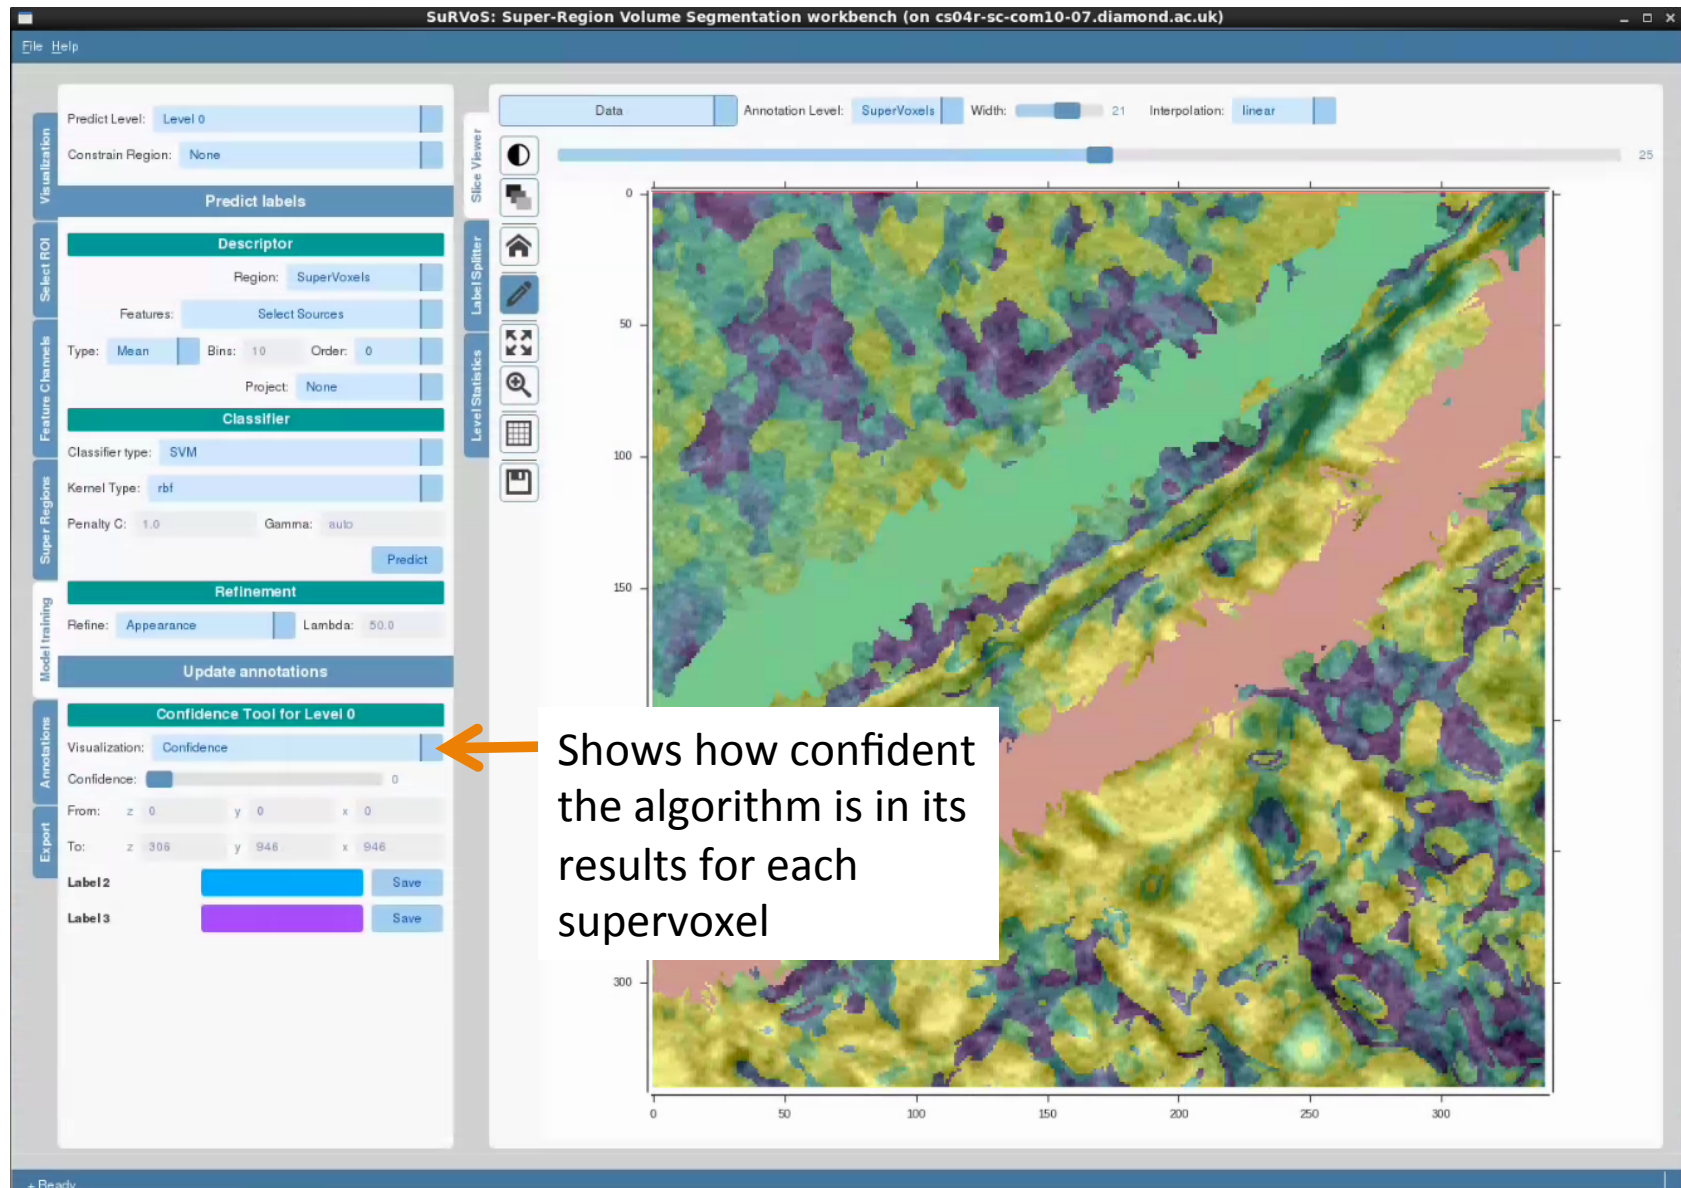 SuRVoS: Super-Region Volume Segmentation workbench (on cs04r-sc-com10-07.diamond.ac.uk)
File Help
Visualization
Select ROI
Feature Channels
Super Regions
Model training
Annotations
Export
Predict Level: Level 0
Constrain Region: None
Predict labels
Descriptor
Region: SuperVoxels
Features: Select Sources
Type: Mean Bins: 10 Order: 0
Project: None
Classifier
Classifier type: SVM
Kernel Type: rbf
Penalty C: 1.0 Gamma: auto
Predict
Refinement
Refine: Appearance Lambda: 50.0
Update annotations
Confidence Tool for Level 0
Visualization: Confidence
Confidence: 0
From: z 0 y 0 x 0
To: z 306 y 946 x 946
Label 2 Save
Label 3 Save
Slice Viewer
Label Splitter
Level Statistics
Data Annotation Level: SuperVoxels Width: 21 Interpolation: linear
25
0
50
100
150
300
0 50 100 150 200 250 300
Shows how confident
the algorithm is in its
results for each
supervoxel
+ Ready